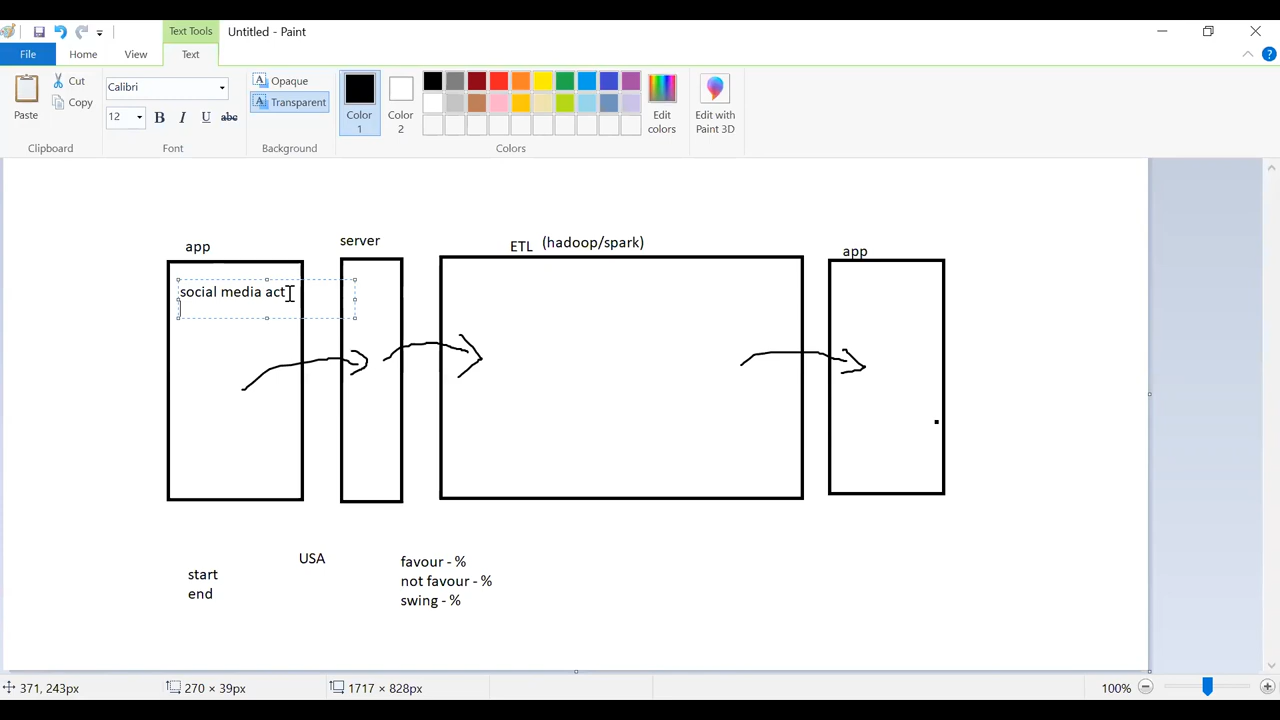 Text Tools
Untitled - Paint
File
Home
View
Text
Paste
Cut
Copy
Clipboard
Calibri
12
B I U abc
Font
Opaque
Transparent
Background
Color 1
Color 2
Edit colors
Colors
Edit with Paint 3D
app
server
ETL (hadoop/spark)
app
social media act
USA
start
end
favour - %
not favour - %
swing - %
371, 243px
270 × 39px
1717 × 828px
100%